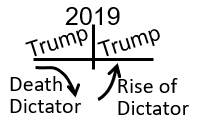 2019
Trump Trump
Death
Dictator
Rise of
Dictator